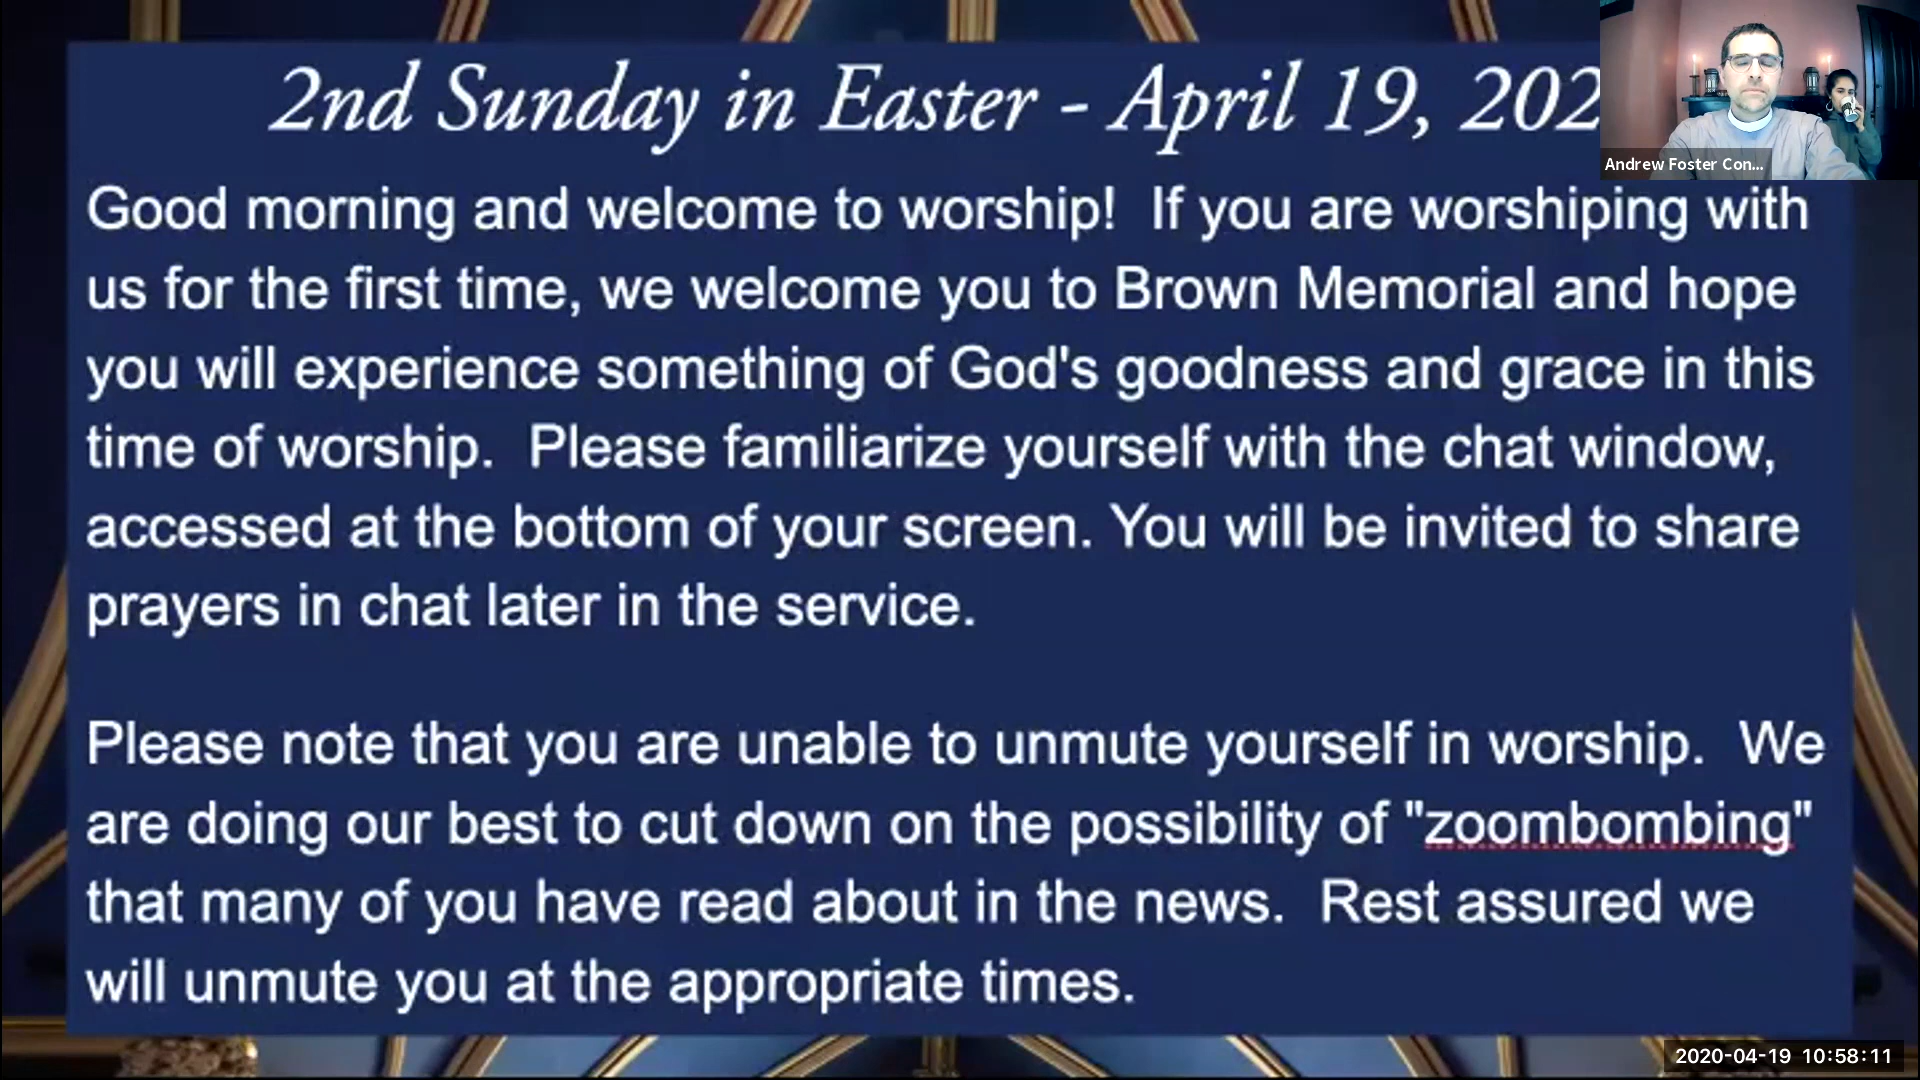 2nd Sunday in Easter - April 19, 202
Andrew Foster Con...
Good morning and welcome to worship!  If you are worshiping with
us for the first time, we welcome you to Brown Memorial and hope
you will experience something of God's goodness and grace in this
time of worship.  Please familiarize yourself with the chat window,
accessed at the bottom of your screen. You will be invited to share
prayers in chat later in the service.
Please note that you are unable to unmute yourself in worship.  We
are doing our best to cut down on the possibility of "zoombombing"
that many of you have read about in the news.  Rest assured we
will unmute you at the appropriate times.
2020-04-19 10:58:11